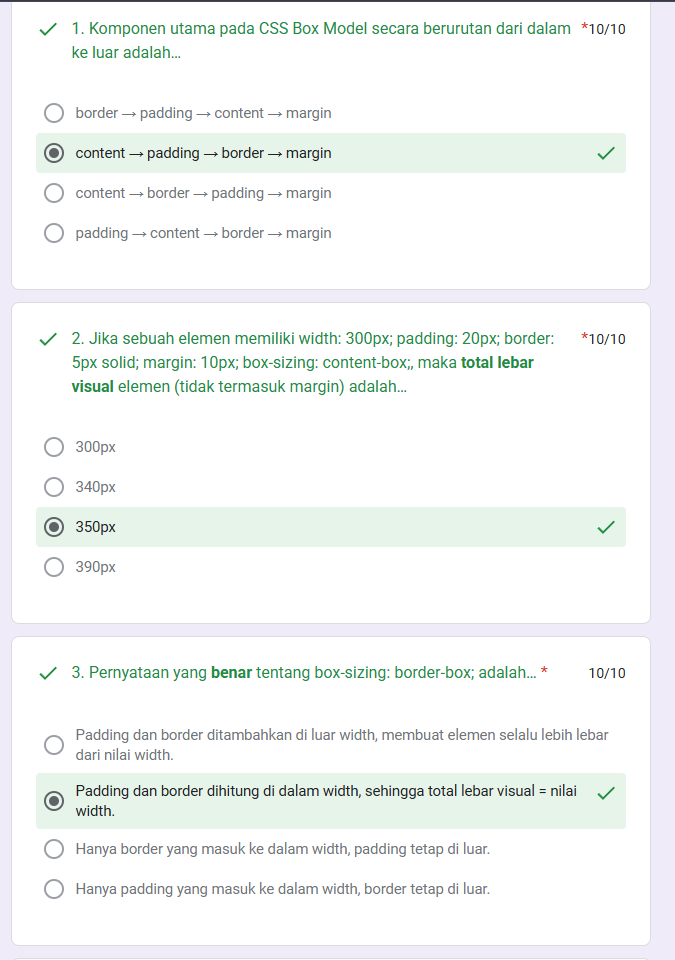 1. Komponen utama pada CSS Box Model secara berurutan dari dalam *10/10
ke luar adalah...
border → padding → content → margin
content → padding → border → margin
content → border → padding → margin
padding → content → border → margin
2. Jika sebuah elemen memiliki width: 300px; padding: 20px; border: *10/10
5px solid; margin: 10px; box-sizing: content-box;, maka total lebar
visual elemen (tidak termasuk margin) adalah...
300px
340px
350px
390px
3. Pernyataan yang benar tentang box-sizing: border-box; adalah... * 10/10
Padding dan border ditambahkan di luar width, membuat elemen selalu lebih lebar
dari nilai width.
Padding dan border dihitung di dalam width, sehingga total lebar visual = nilai
width.
Hanya border yang masuk ke dalam width, padding tetap di luar.
Hanya padding yang masuk ke dalam width, border tetap di luar.